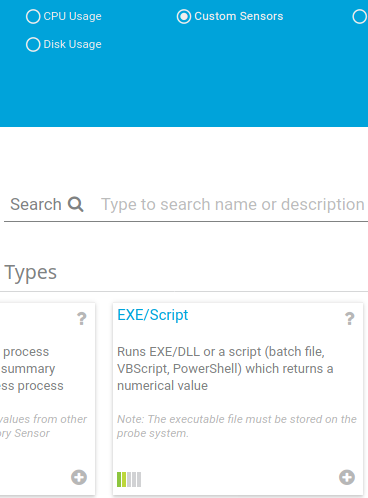 CPU Usage
Custom Sensors
Disk Usage
Search
Type to search name or description
Types
?
process
summary
process
values from other
Sensor
EXE/Script
?
Runs EXE/DLL or a script (batch file,
VBScript, PowerShell) which returns a
numerical value
Note: The executable file must be stored on the
probe system.